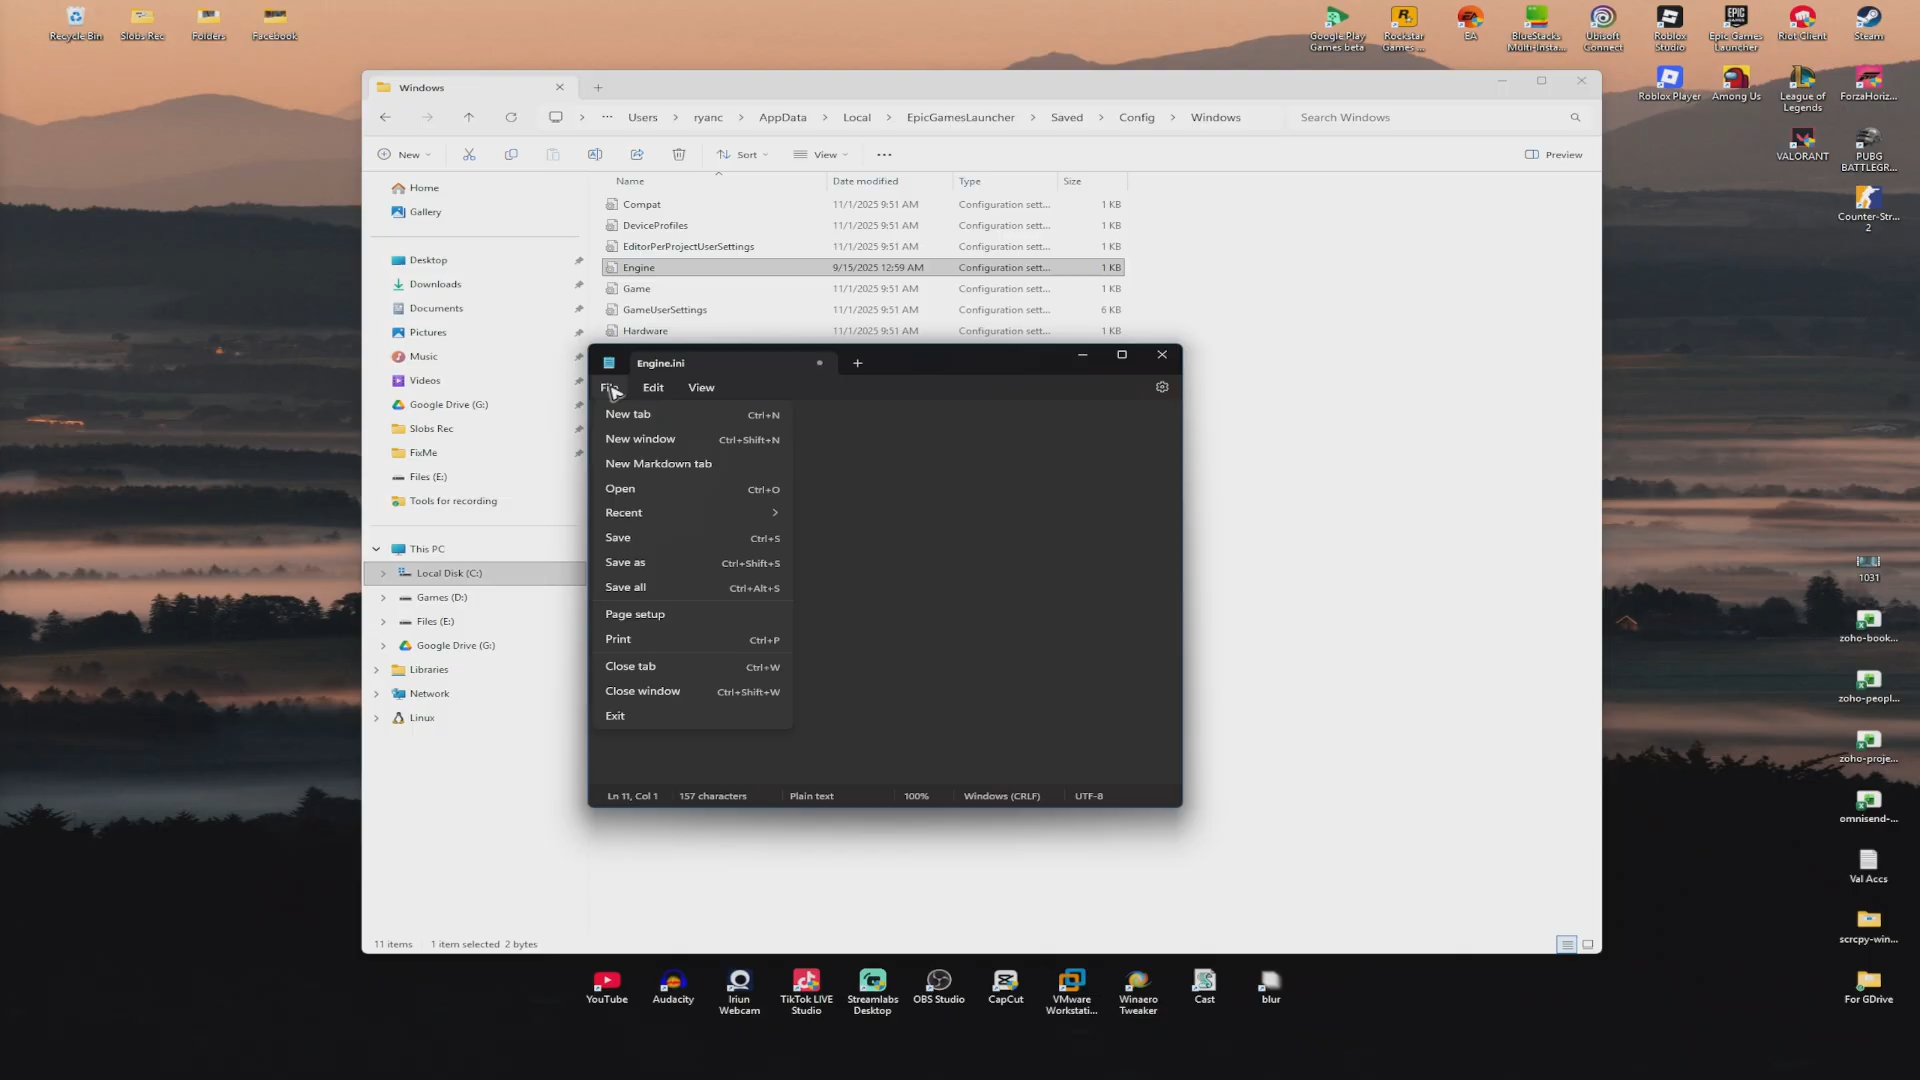 Recycle Bin
Slobs Rec
Folders
Facebook
Google Play Games beta
Rockstar Games ...
EA
BlueStacks Multi-Insta...
Ubisoft Connect
Roblox Studio
Epic Games Launcher
Riot Client
Steam
Roblox Player
Among Us
League of Legends
ForzaHoriz...
VALORANT
PUBG BATTLEGR...
Counter-Str... 2
1031
zoho-book...
zoho-peopl...
zoho-proje...
omnisend-...
Val Accs
scrcpy-win...
For GDrive
Windows
Users > ryanc > AppData > Local > EpicGamesLauncher > Saved > Config > Windows
Search Windows
New
Sort
View
Preview
Home
Gallery
Desktop
Downloads
Documents
Pictures
Music
Videos
Google Drive (G:)
Slobs Rec
FixMe
Files (E:)
Tools for recording
This PC
Local Disk (C:)
Games (D:)
Files (E:)
Google Drive (G:)
Libraries
Network
Linux
Name Date modified Type Size
Compat 11/1/2025 9:51 AM Configuration sett... 1 KB
DeviceProfiles 11/1/2025 9:51 AM Configuration sett... 1 KB
EditorPerProjectUserSettings 11/1/2025 9:51 AM Configuration sett... 1 KB
Engine 9/15/2025 12:59 AM Configuration sett... 1 KB
Game 11/1/2025 9:51 AM Configuration sett... 1 KB
GameUserSettings 11/1/2025 9:51 AM Configuration sett... 6 KB
Hardware 11/1/2025 9:51 AM Configuration sett... 1 KB
Engine.ini
File Edit View
New tab Ctrl+N
New window Ctrl+Shift+N
New Markdown tab
Open Ctrl+O
Recent
Save Ctrl+S
Save as Ctrl+Shift+S
Save all Ctrl+Alt+S
Page setup
Print Ctrl+P
Close tab Ctrl+W
Close window Ctrl+Shift+W
Exit
Ln 11, Col 1 157 characters Plain text 100% Windows (CRLF) UTF-8
11 items 1 item selected 2 bytes
YouTube
Audacity
Iriun Webcam
TikTok LIVE Studio
Streamlabs Desktop
OBS Studio
CapCut
VMware Workstati...
Winaero Tweaker
Cast
blur